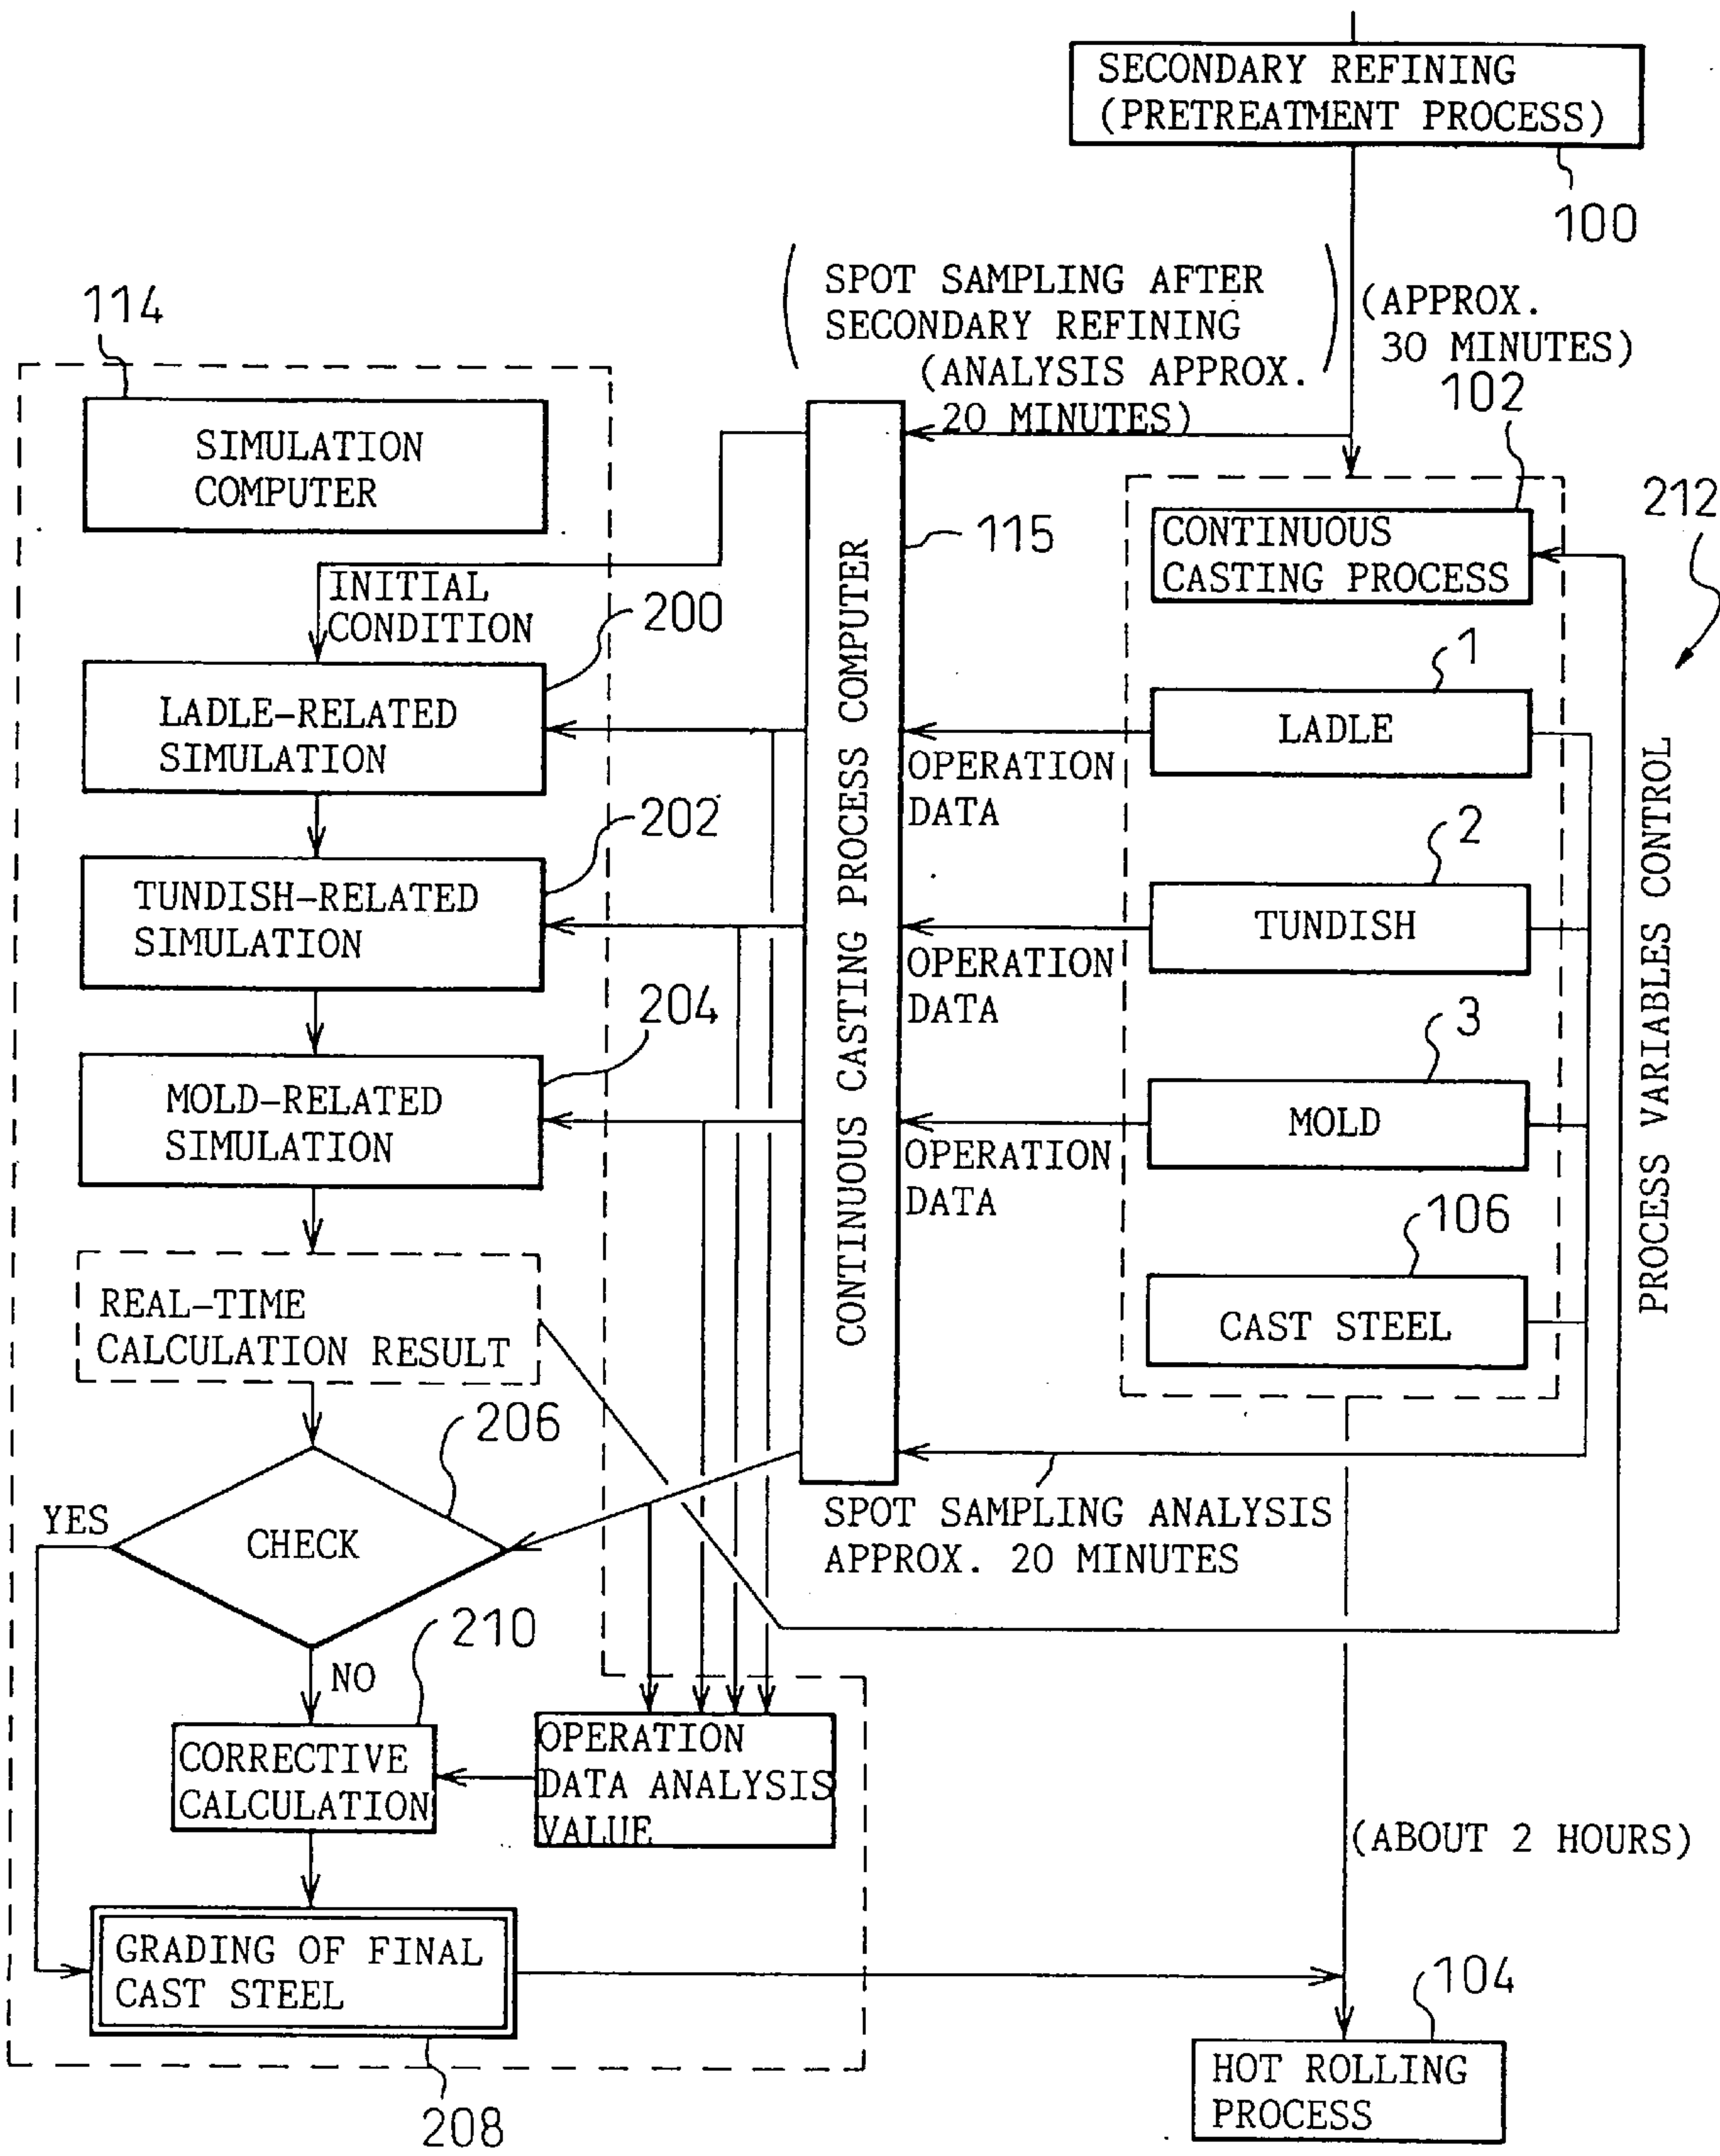 SECONDARY REFINING
(PRETREATMENT PROCESS)
100
SPOT SAMPLING AFTER
SECONDARY REFINING
(ANALYSIS APPROX.
20 MINUTES)
(APPROX.
30 MINUTES)
114
SIMULATION
COMPUTER
102
212
CONTINUOUS
CASTING PROCESS
115
CONTINUOUS CASTING PROCESS COMPUTER
INITIAL
CONDITION
200
LADLE-RELATED
SIMULATION
1
LADLE
OPERATION
DATA
202
TUNDISH-RELATED
SIMULATION
2
TUNDISH
OPERATION
DATA
204
MOLD-RELATED
SIMULATION
3
MOLD
OPERATION
DATA
PROCESS VARIABLES CONTROL
106
CAST STEEL
REAL-TIME
CALCULATION RESULT
206
YES
CHECK
SPOT SAMPLING ANALYSIS
APPROX. 20 MINUTES
NO
210
CORRECTIVE
CALCULATION
OPERATION
DATA ANALYSIS
VALUE
(ABOUT 2 HOURS)
GRADING OF FINAL
CAST STEEL
208
104
HOT ROLLING
PROCESS